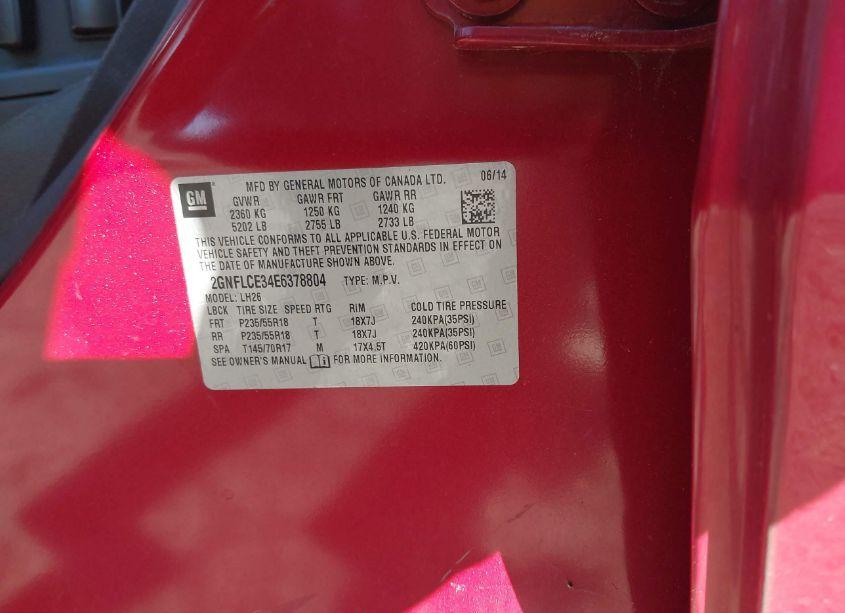 GM
MFD BY GENERAL MOTORS OF CANADA LTD. 06/14
GVWR GAWR FRT GAWR RR
2360 KG 1250 KG 1240 KG
5202 LB 2755 LB 2733 LB
THIS VEHICLE CONFORMS TO ALL APPLICABLE U.S. FEDERAL MOTOR
VEHICLE SAFETY AND THEFT PREVENTION STANDARDS IN EFFECT ON
THE DATE OF MANUFACTURE SHOWN ABOVE.
2GNFLCE34E6378804 TYPE: M.P.V.
MODEL: LH26
LBCK TIRE SIZE SPEED RTG RIM COLD TIRE PRESSURE
FRT P235/55R18 T 18X7J 240KPA(35PSI)
RR P235/55R18 T 18X7J 240KPA(35PSI)
SPA T145/70R17 M 17X4.5T 420KPA(60PSI)
SEE OWNER'S MANUAL FOR MORE INFORMATION.